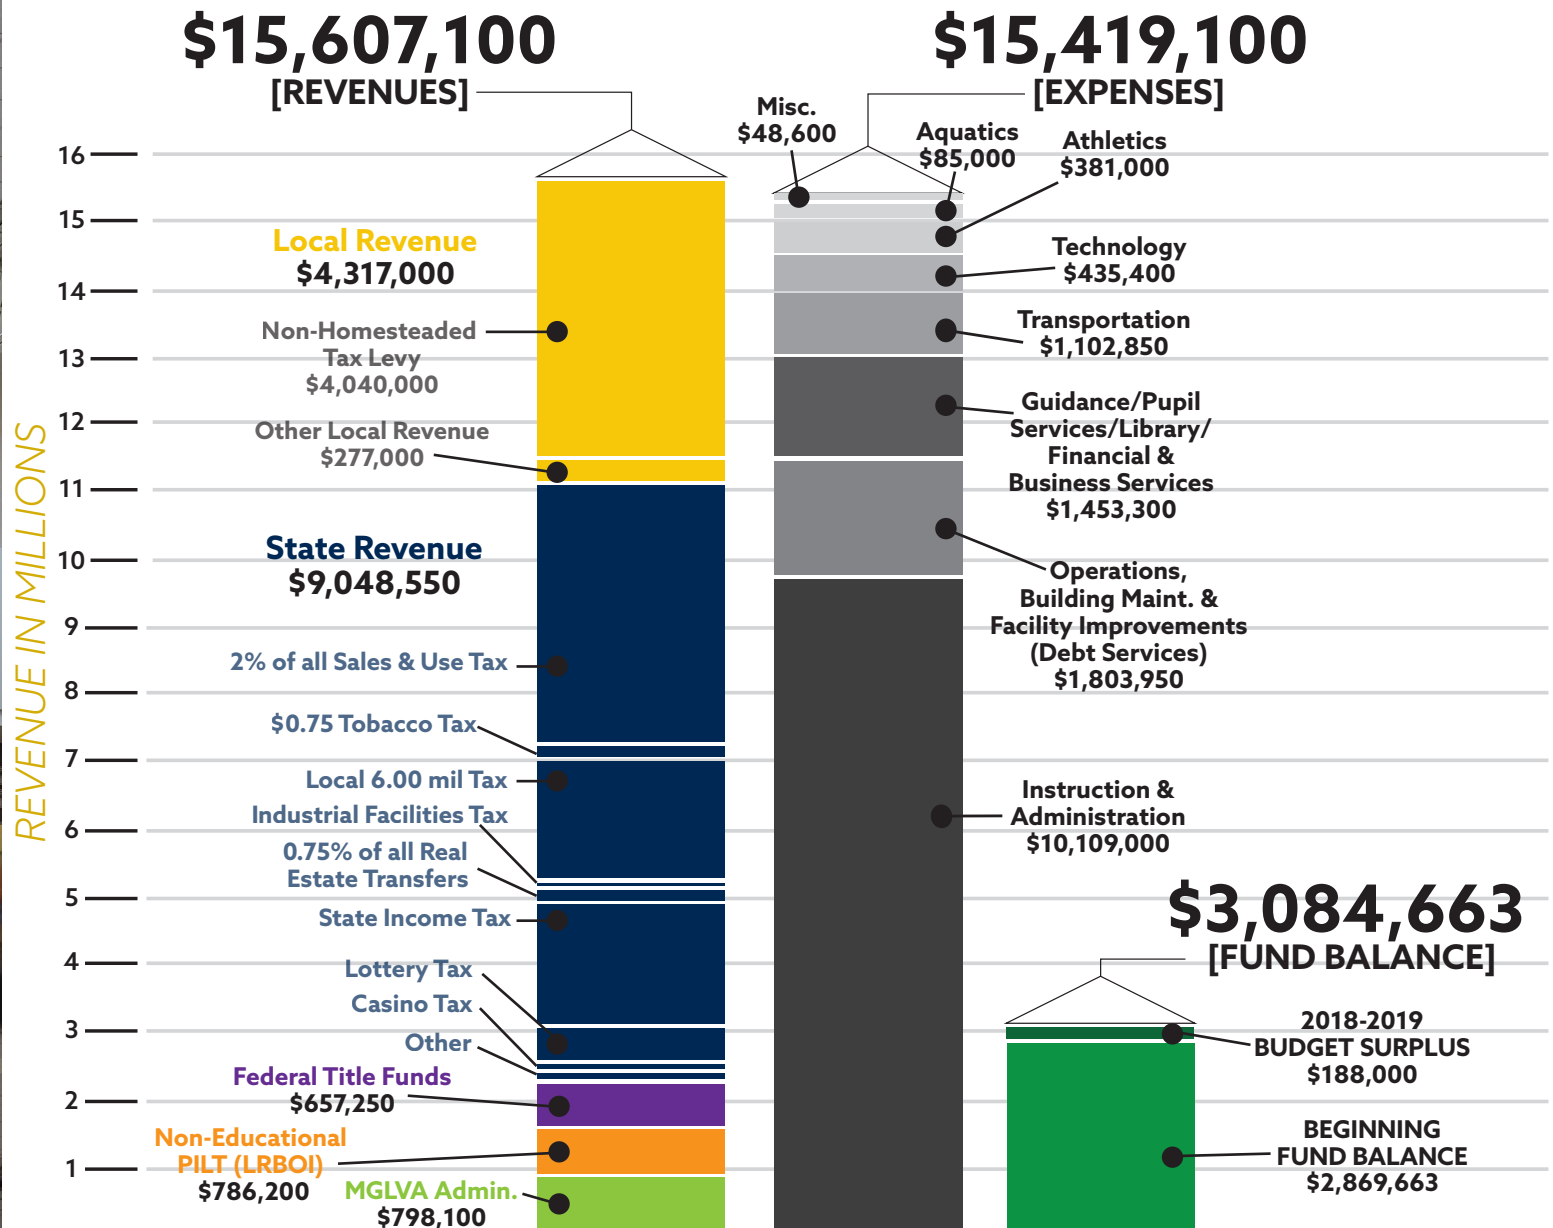 $15,607,100
[REVENUES]
$15,419,100
[EXPENSES]
REVENUE IN MILLIONS
16
15
14
13
12
11
10
9
8
7
6
5
4
3
2
1
Local Revenue
$4,317,000
Non-Homesteaded
Tax Levy
$4,040,000
Other Local Revenue
$277,000
State Revenue
$9,048,550
2% of all Sales & Use Tax
$0.75 Tobacco Tax
Local 6.00 mil Tax
Industrial Facilities Tax
0.75% of all Real
Estate Transfers
State Income Tax
Lottery Tax
Casino Tax
Other
Federal Title Funds
$657,250
Non-Educational
PILT (LRBOI)
$786,200
MGLVA Admin.
$798,100
Misc.
$48,600
Aquatics
$85,000
Athletics
$381,000
Technology
$435,400
Transportation
$1,102,850
Guidance/Pupil
Services/Library/
Financial &
Business Services
$1,453,300
Operations,
Building Maint. &
Facility Improvements
(Debt Services)
$1,803,950
Instruction &
Administration
$10,109,000
$3,084,663
[FUND BALANCE]
2018-2019
BUDGET SURPLUS
$188,000
BEGINNING
FUND BALANCE
$2,869,663